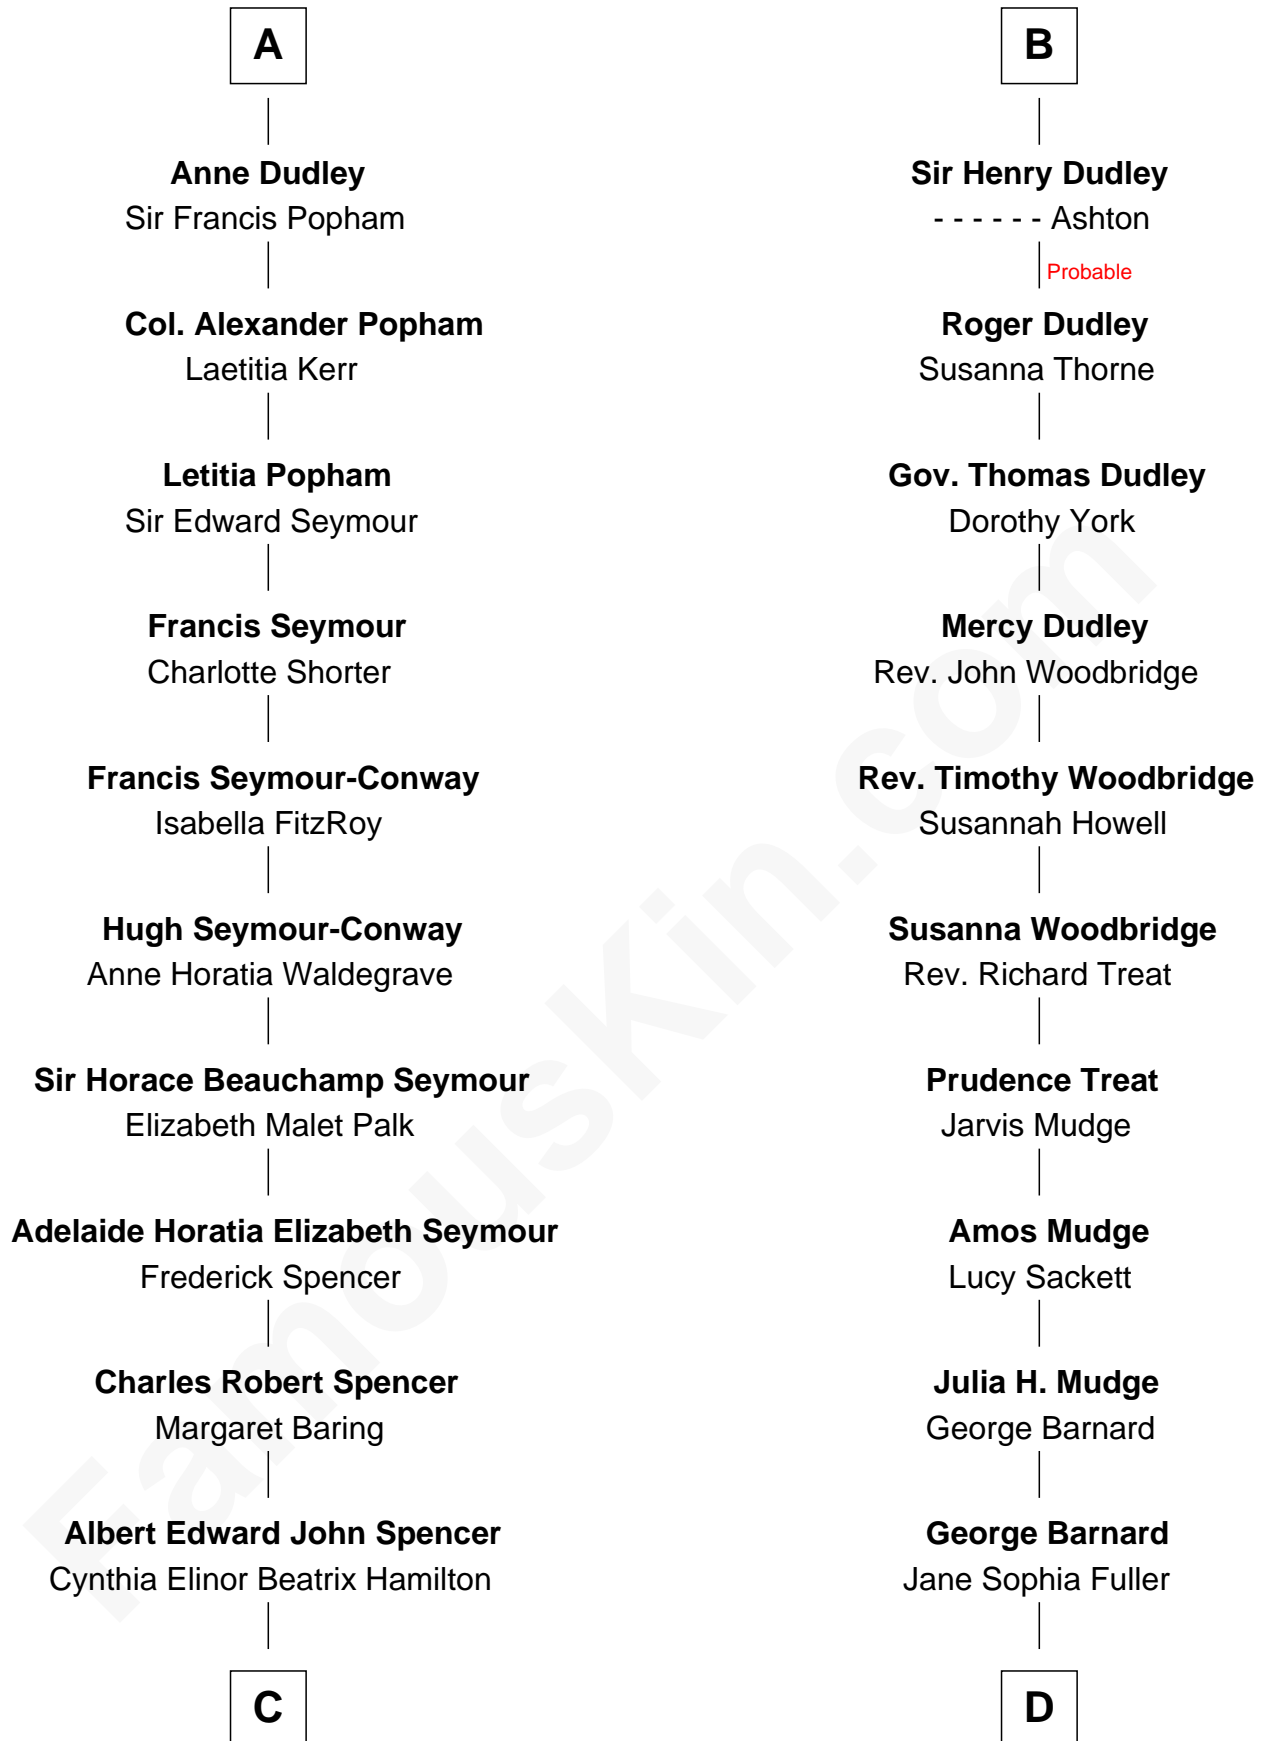 A
Anne Dudley
Sir Francis Popham
Col. Alexander Popham
Laetitia Kerr
Letitia Popham
Sir Edward Seymour
Francis Seymour
Charlotte Shorter
Francis Seymour-Conway
Isabella FitzRoy
Hugh Seymour-Conway
Anne Horatia Waldegrave
Sir Horace Beauchamp Seymour
Elizabeth Malet Palk
Adelaide Horatia Elizabeth Seymour
Frederick Spencer
Charles Robert Spencer
Margaret Baring
Albert Edward John Spencer
Cynthia Elinor Beatrix Hamilton
C
B
Sir Henry Dudley
- - - - - - Ashton
Probable
Roger Dudley
Susanna Thorne
Gov. Thomas Dudley
Dorothy York
Mercy Dudley
Rev. John Woodbridge
Rev. Timothy Woodbridge
Susannah Howell
Susanna Woodbridge
Rev. Richard Treat
Prudence Treat
Jarvis Mudge
Amos Mudge
Lucy Sackett
Julia H. Mudge
George Barnard
George Barnard
Jane Sophia Fuller
D
FamousKin.com